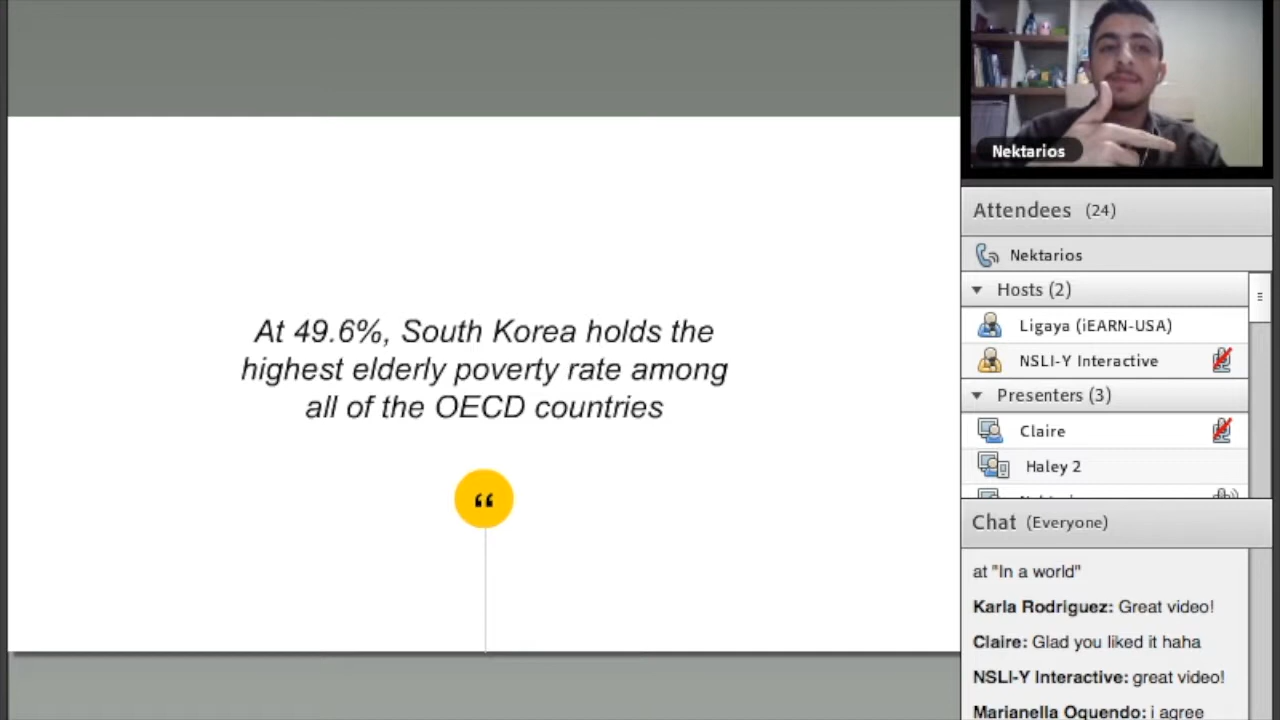 At 49.6%, South Korea holds the
highest elderly poverty rate among
all of the OECD countries
“
Nektarios
Attendees (24)
Nektarios
Hosts (2)
Ligaya (iEARN-USA)
NSLI-Y Interactive
Presenters (3)
Claire
Haley 2
Chat (Everyone)
at "In a world"
Karla Rodriguez: Great video!
Claire: Glad you liked it haha
NSLI-Y Interactive: great video!
Marianella Oquendo: i agree